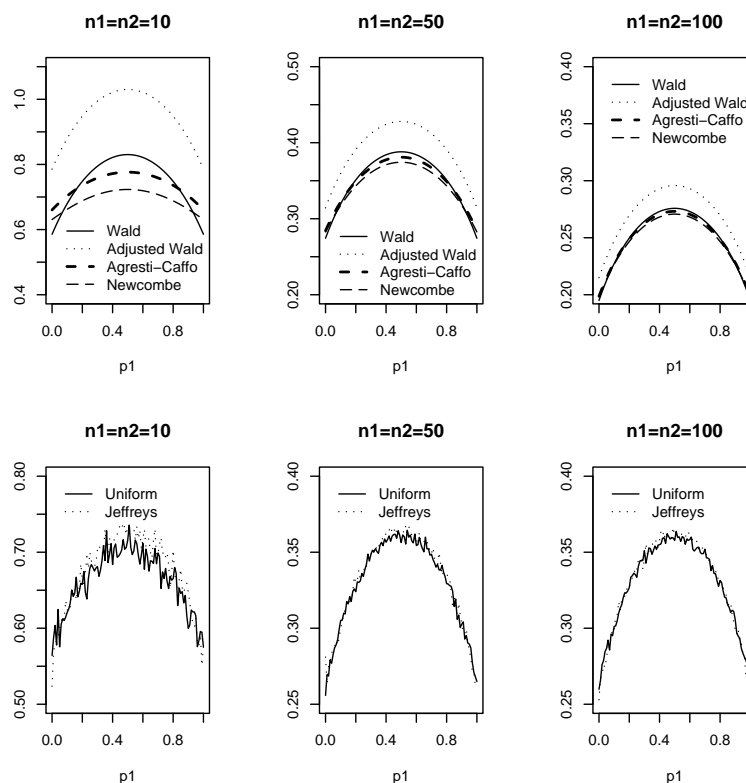 n1=n2=10
1.0
0.8
0.6
0.4
Wald
Adjusted Wald
Agresti−Caffo
Newcombe
0.0 0.4 0.8
p1
n1=n2=50
0.50
0.40
0.30
0.20
Wald
Adjusted Wald
Agresti−Caffo
Newcombe
0.0 0.4 0.8
p1
n1=n2=100
0.40
0.35
0.30
0.25
0.20
Wald
Adjusted Wald
Agresti−Caffo
Newcombe
0.0 0.4 0.8
p1
n1=n2=10
0.80
0.70
0.60
0.50
Uniform
Jeffreys
0.0 0.4 0.8
p1
n1=n2=50
0.40
0.35
0.30
0.25
Uniform
Jeffreys
0.0 0.4 0.8
p1
n1=n2=100
0.40
0.35
0.30
0.25
Uniform
Jeffreys
0.0 0.4 0.8
p1